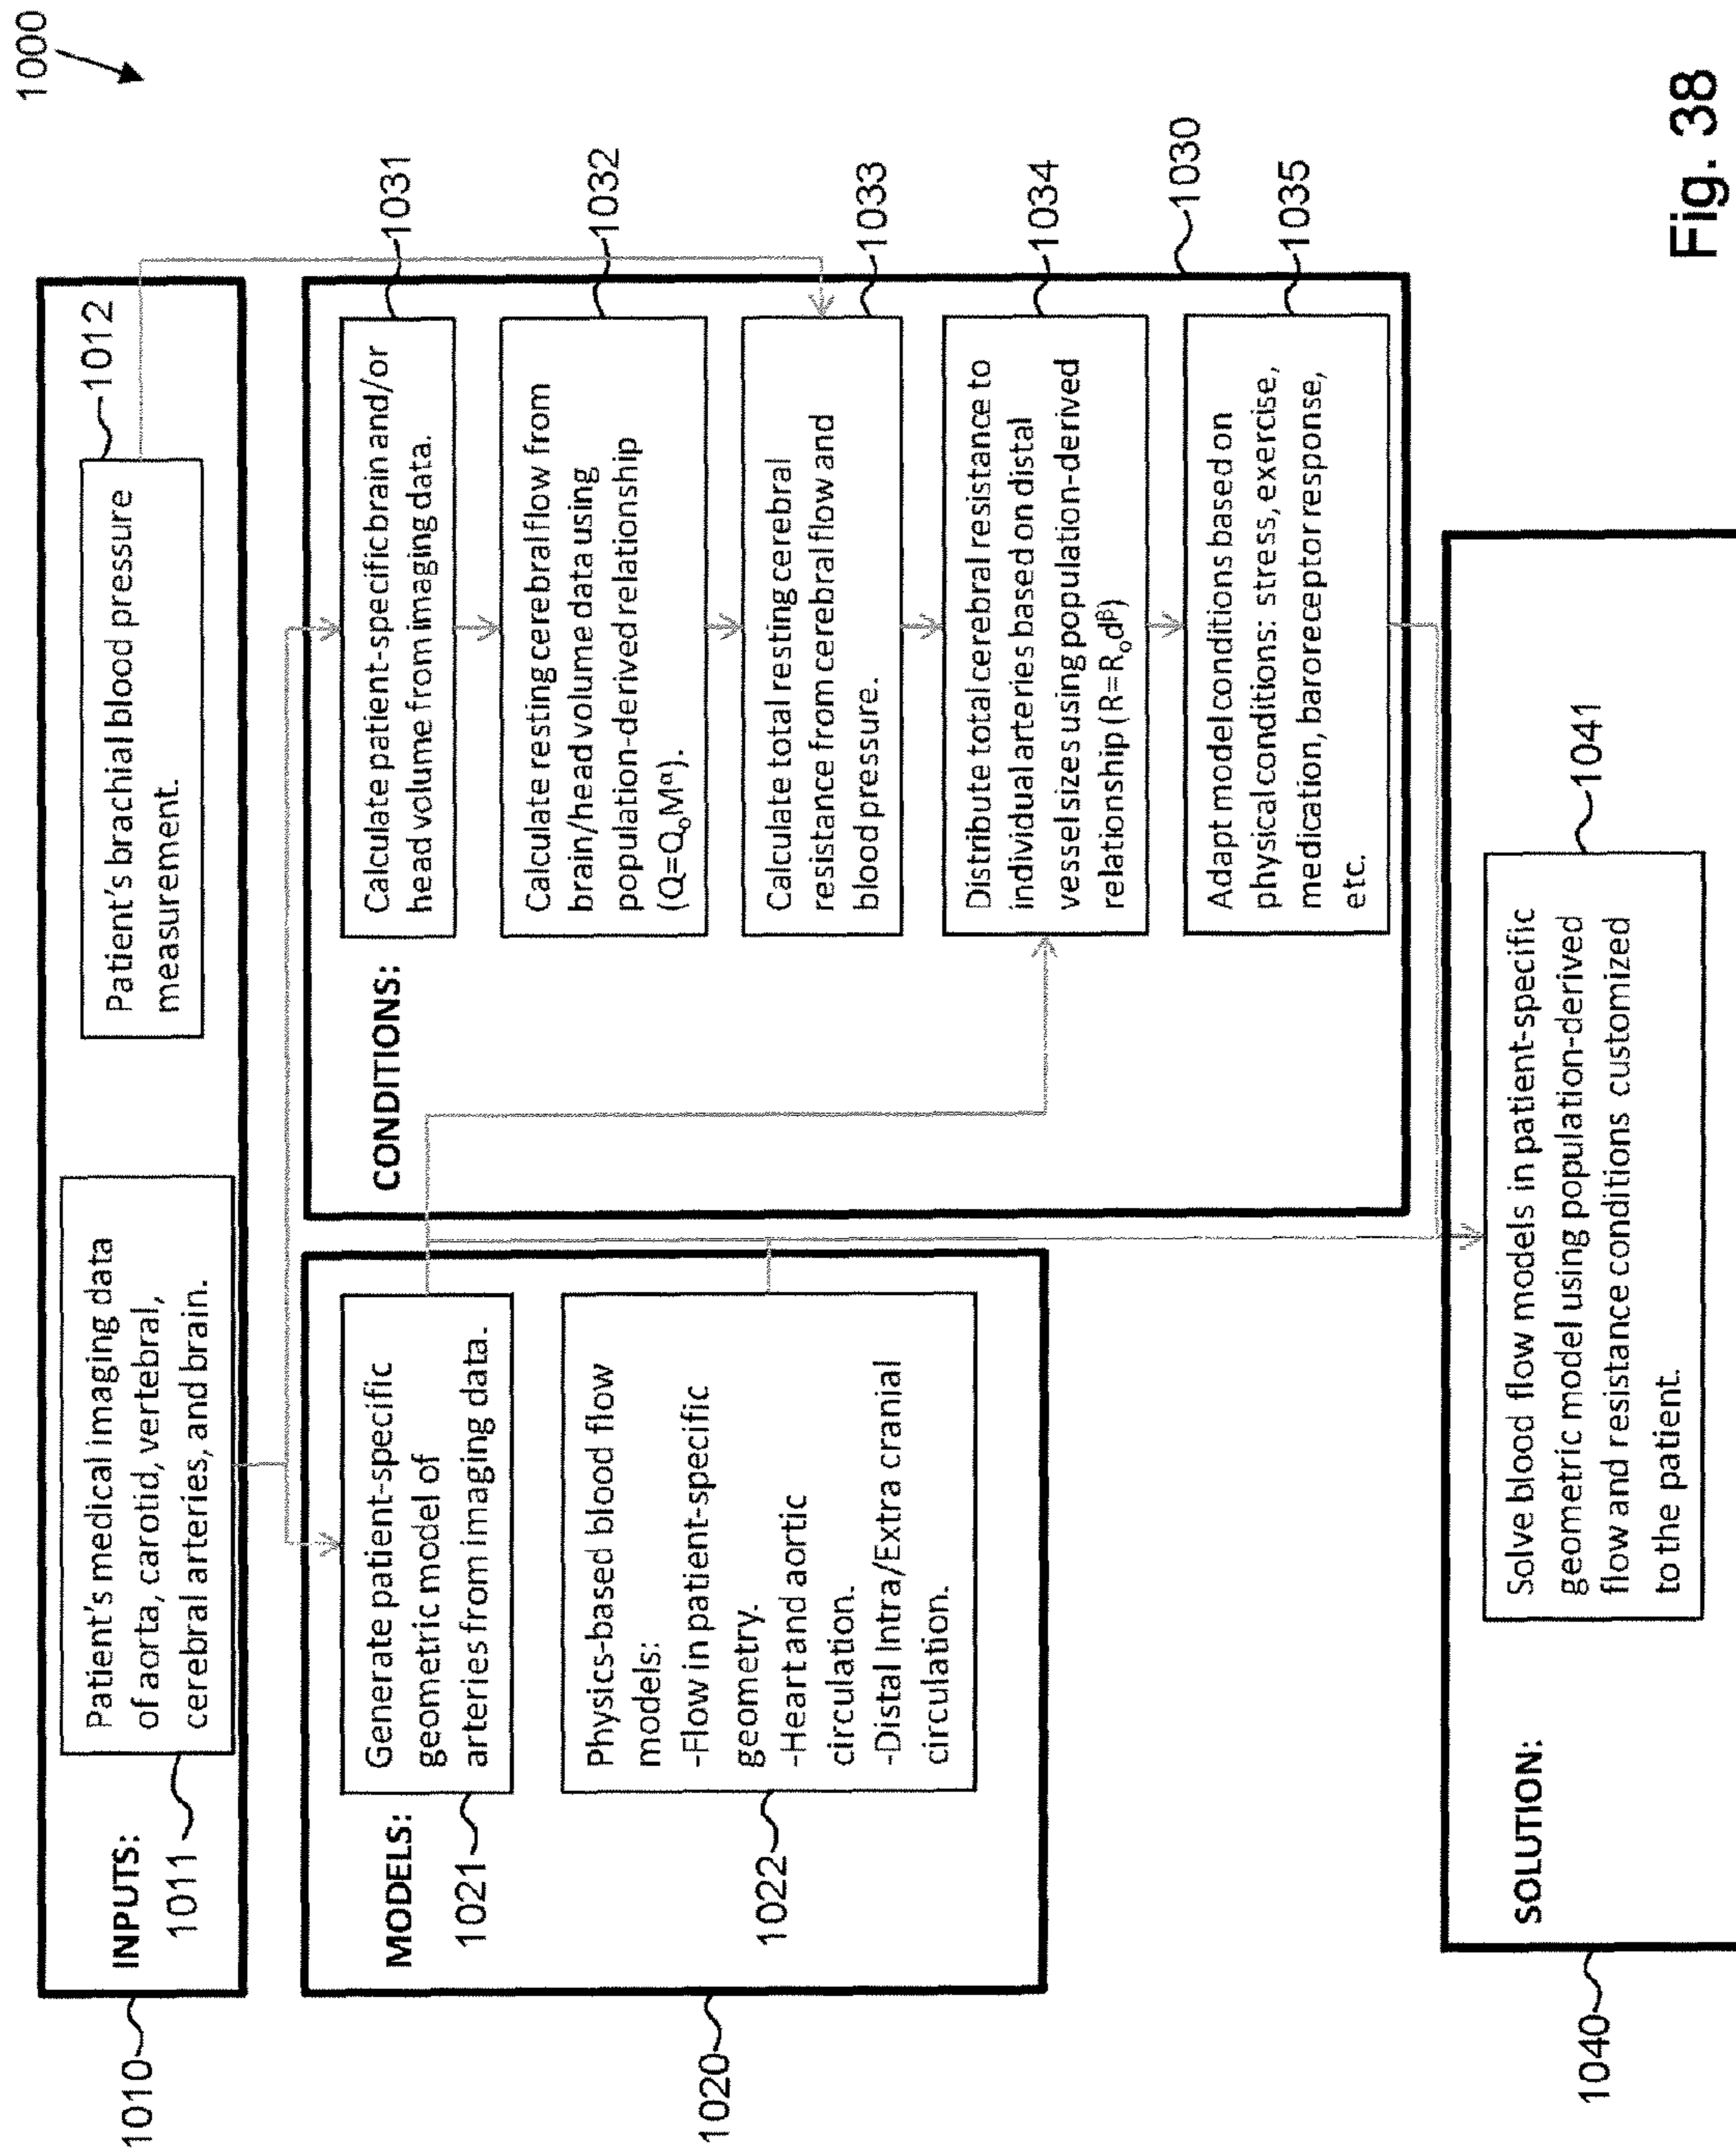 1000
1010
INPUTS:
1011
Patient's medical imaging data
of aorta, carotid, vertebral,
cerebral arteries, and brain.
1012
Patient's brachial blood pressure
measurement.
1020
MODELS:
1021
Generate patient-specific
geometric model of
arteries from imaging data.
1022
Physics-based blood flow
models:
-Flow in patient-specific
geometry.
-Heart and aortic
circulation.
-Distal Intra/Extra cranial
circulation.
CONDITIONS:
1031
Calculate patient-specific brain and/or
head volume from imaging data.
1032
Calculate resting cerebral flow from
brain/head volume data using
population-derived relationship
(Q=QₒMᵅ).
1033
Calculate total resting cerebral
resistance from cerebral flow and
blood pressure.
1034
Distribute total cerebral resistance to
individual arteries based on distal
vessel sizes using population-derived
relationship (R=Rₒdᵝ)
1030
1035
Adapt model conditions based on
physical conditions: stress, exercise,
medication, baroreceptor response,
etc.
1040
SOLUTION:
1041
Solve blood flow models in patient-specific
geometric model using population-derived
flow and resistance conditions customized
to the patient.
Fig. 38